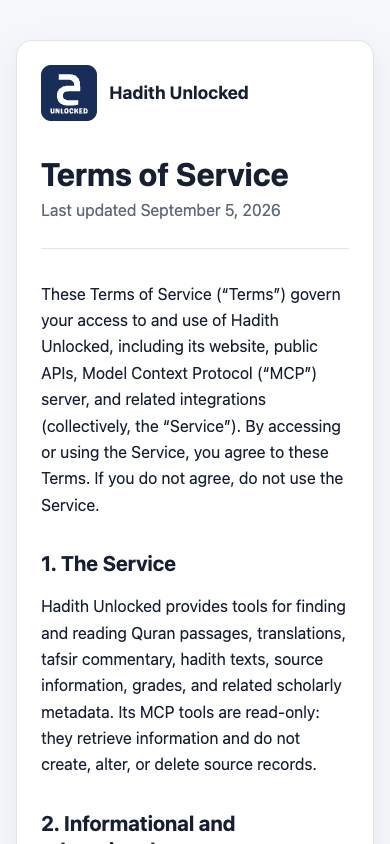 UNLOCKED
Hadith Unlocked
Terms of Service
Last updated September 5, 2026
These Terms of Service (“Terms”) govern
your access to and use of Hadith
Unlocked, including its website, public
APIs, Model Context Protocol (“MCP”)
server, and related integrations
(collectively, the “Service”). By accessing
or using the Service, you agree to these
Terms. If you do not agree, do not use the
Service.
1. The Service
Hadith Unlocked provides tools for finding
and reading Quran passages, translations,
tafsir commentary, hadith texts, source
information, grades, and related scholarly
metadata. Its MCP tools are read-only:
they retrieve information and do not
create, alter, or delete source records.
2. Informational and